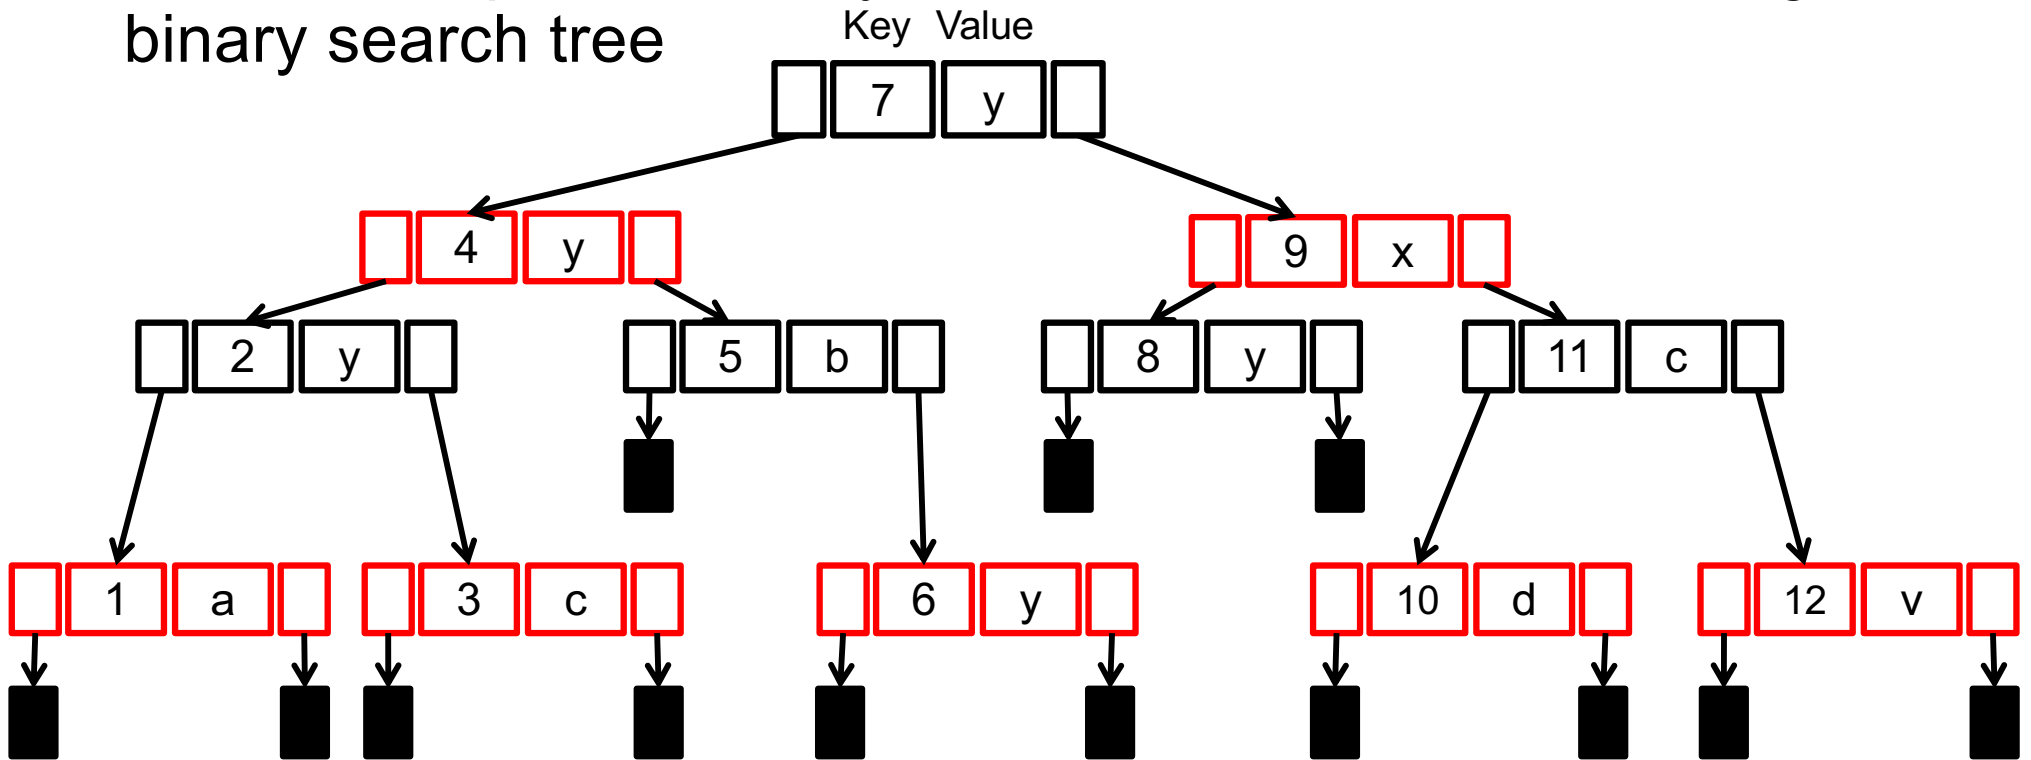 Key Value
binary search tree
7 y
4 y 9 x
2 y 5 b 8 y 11 c
1 a 3 c 6 y 10 d 12 v